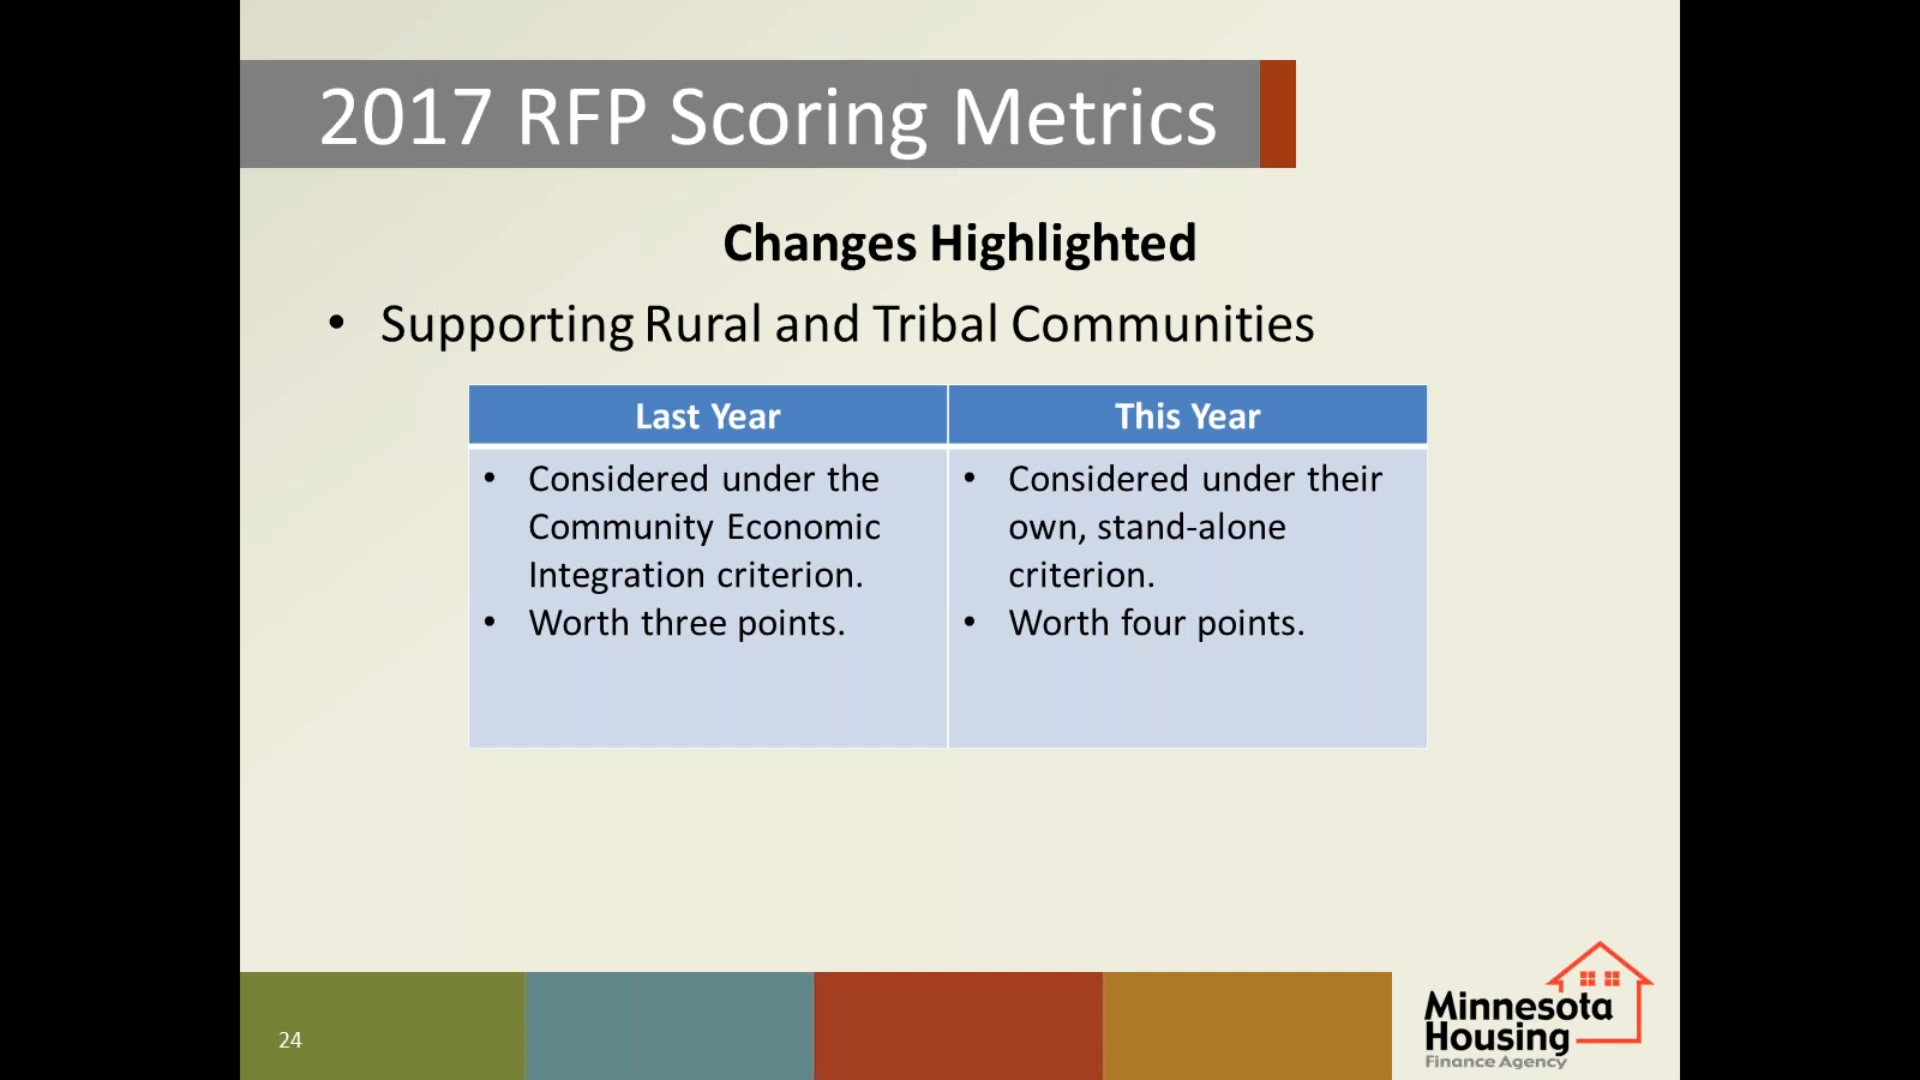 2017 RFP Scoring Metrics
Changes Highlighted
• Supporting Rural and Tribal Communities
Last Year
• Considered under the
Community Economic
Integration criterion.
• Worth three points.
This Year
• Considered under their
own, stand-alone
criterion.
• Worth four points.
24
Minnesota
Housing
Finance Agency